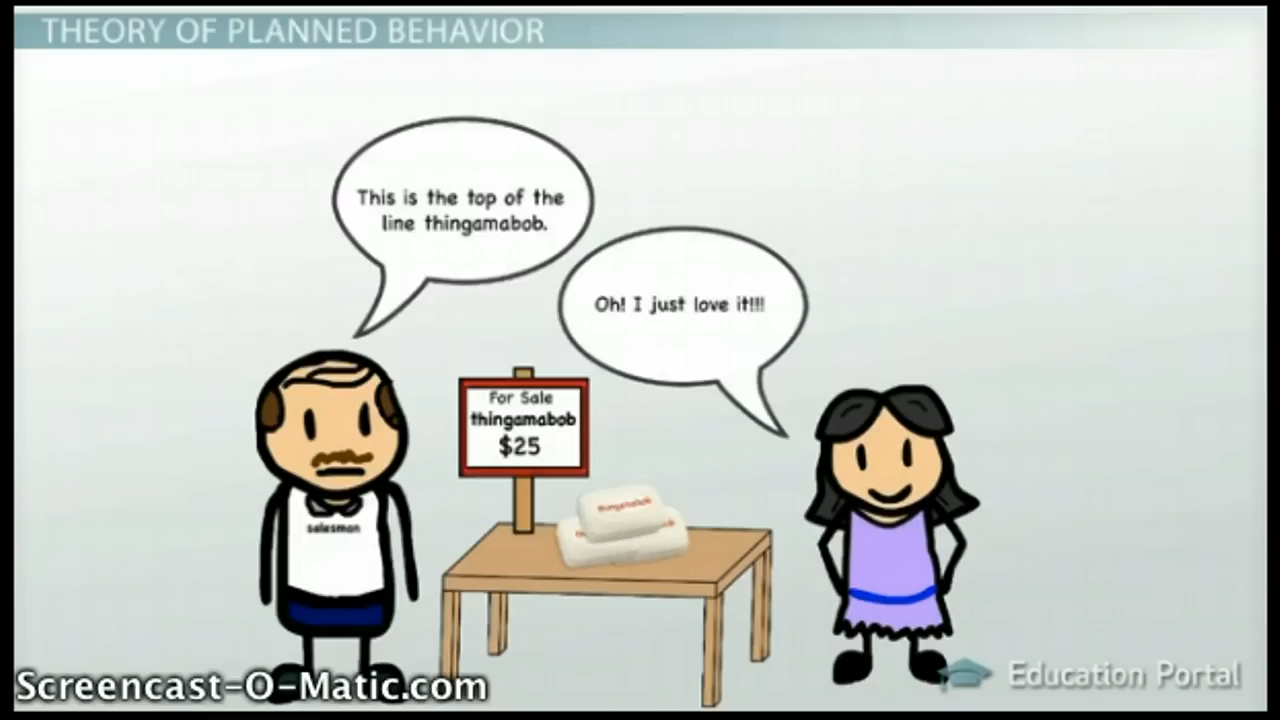 THEORY OF PLANNED BEHAVIOR
This is the top of the
line thingamabob.
Oh! I just love it!!!
For Sale
thingamabob
$25
thingamabob
salesman
Screencast-O-Matic.com
Education Portal